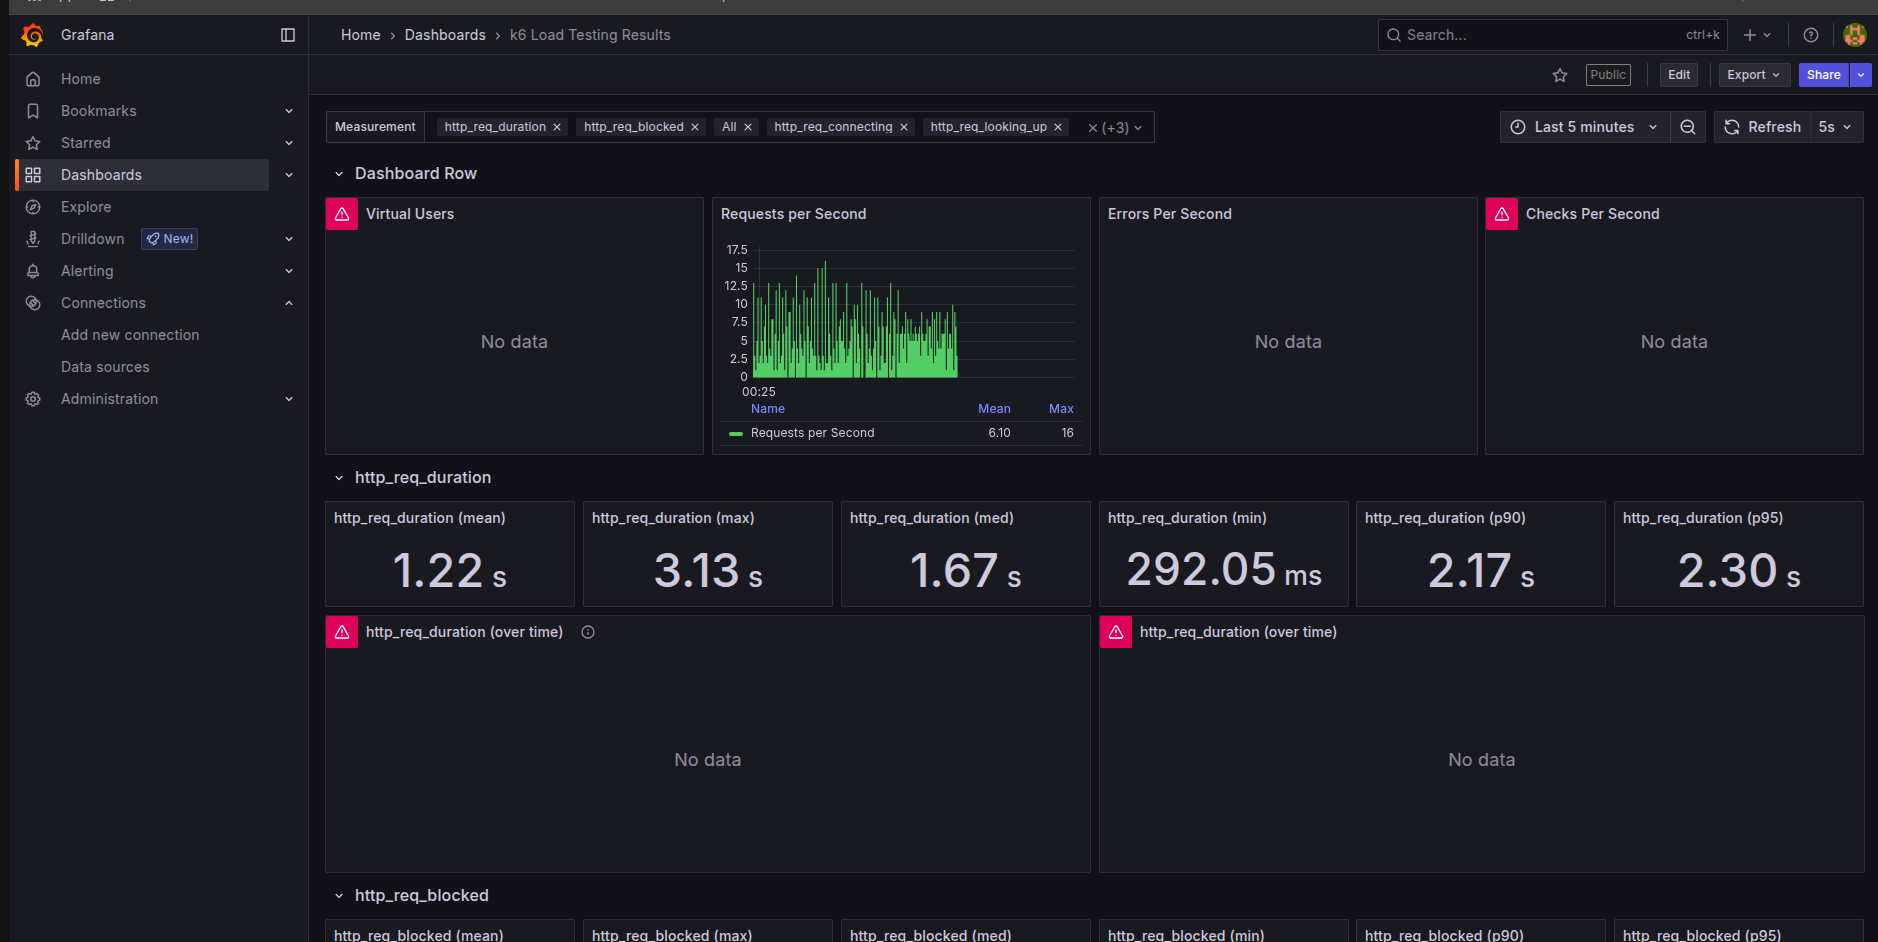 Grafana
Home › Dashboards › k6 Load Testing Results
Search... ctrl+k
Public Edit Export Share
Home
Bookmarks
Starred
Dashboards
Explore
Drilldown New!
Alerting
Connections
Add new connection
Data sources
Administration
Measurement http_req_duration http_req_blocked All http_req_connecting http_req_looking_up (+3)
Last 5 minutes Refresh 5s
Dashboard Row
Virtual Users
No data
Requests per Second
17.5
15
12.5
10
7.5
5
2.5
0
00:25
Name Mean Max
Requests per Second 6.10 16
Errors Per Second
No data
Checks Per Second
No data
http_req_duration
http_req_duration (mean)
1.22 s
http_req_duration (max)
3.13 s
http_req_duration (med)
1.67 s
http_req_duration (min)
292.05 ms
http_req_duration (p90)
2.17 s
http_req_duration (p95)
2.30 s
http_req_duration (over time)
No data
http_req_duration (over time)
No data
http_req_blocked
http_req_blocked (mean)
http_req_blocked (max)
http_req_blocked (med)
http_req_blocked (min)
http_req_blocked (p90)
http_req_blocked (p95)